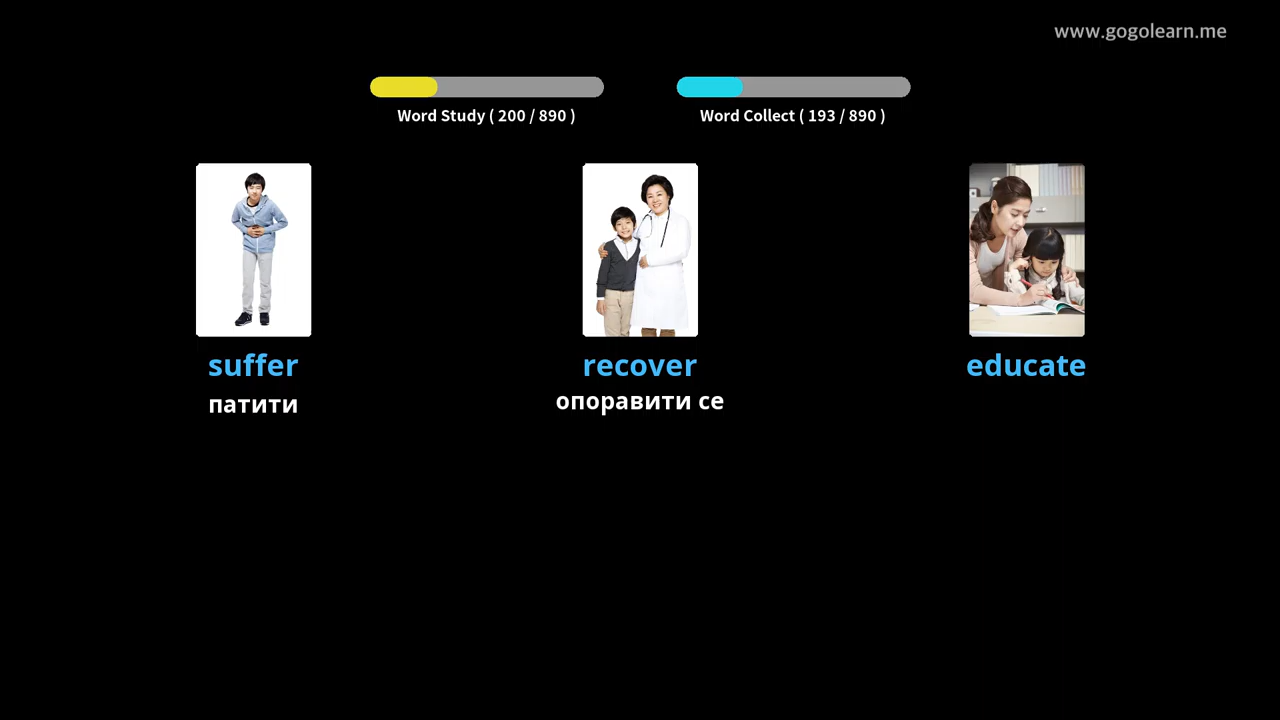 www.gogolearn.me
Word Study ( 200 / 890 )
Word Collect ( 193 / 890 )
suffer
recover
educate
патити
опоравити се